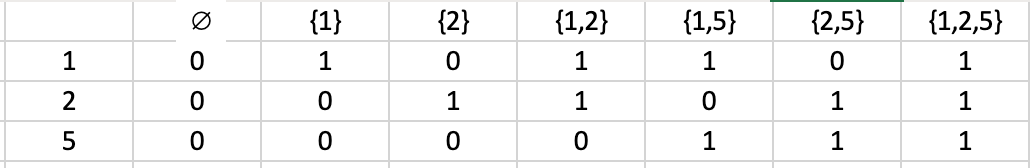 ∅ {1} {2} {1,2} {1,5} {2,5} {1,2,5}
1 0 1 0 1 1 0 1
2 0 0 1 1 0 1 1
5 0 0 0 0 1 1 1